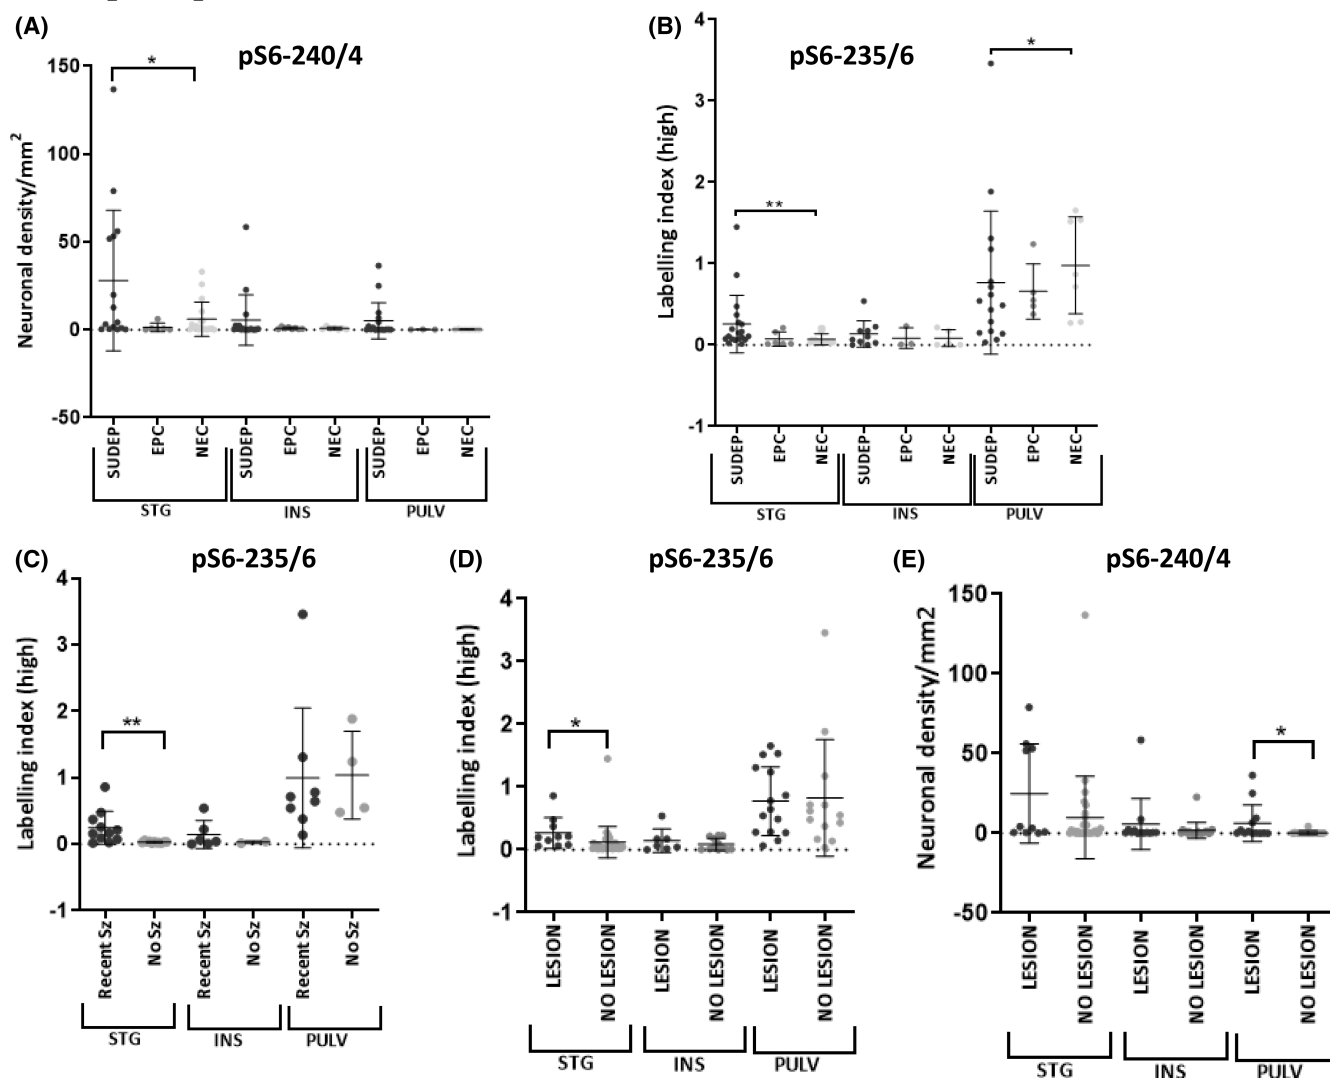 (A)
pS6-240/4
Neuronal density/mm²
150
100
50
0
-50
*
SUDEP
EPC
NEC
SUDEP
EPC
NEC
SUDEP
EPC
NEC
STG
INS
PULV
(B)
pS6-235/6
Labelling index (high)
4
3
2
1
0
-1
**
*
SUDEP
EPC
NEC
SUDEP
EPC
NEC
SUDEP
EPC
NEC
STG
INS
PULV
(C)
pS6-235/6
Labelling index (high)
4
3
2
1
0
-1
**
Recent Sz
No Sz
Recent Sz
No Sz
Recent Sz
No Sz
STG
INS
PULV
(D)
pS6-235/6
Labelling index (high)
4
3
2
1
0
-1
*
LESION
NO LESION
LESION
NO LESION
LESION
NO LESION
STG
INS
PULV
(E)
pS6-240/4
Neuronal density/mm2
150
100
50
0
-50
*
LESION
NO LESION
LESION
NO LESION
LESION
NO LESION
STG
INS
PULV